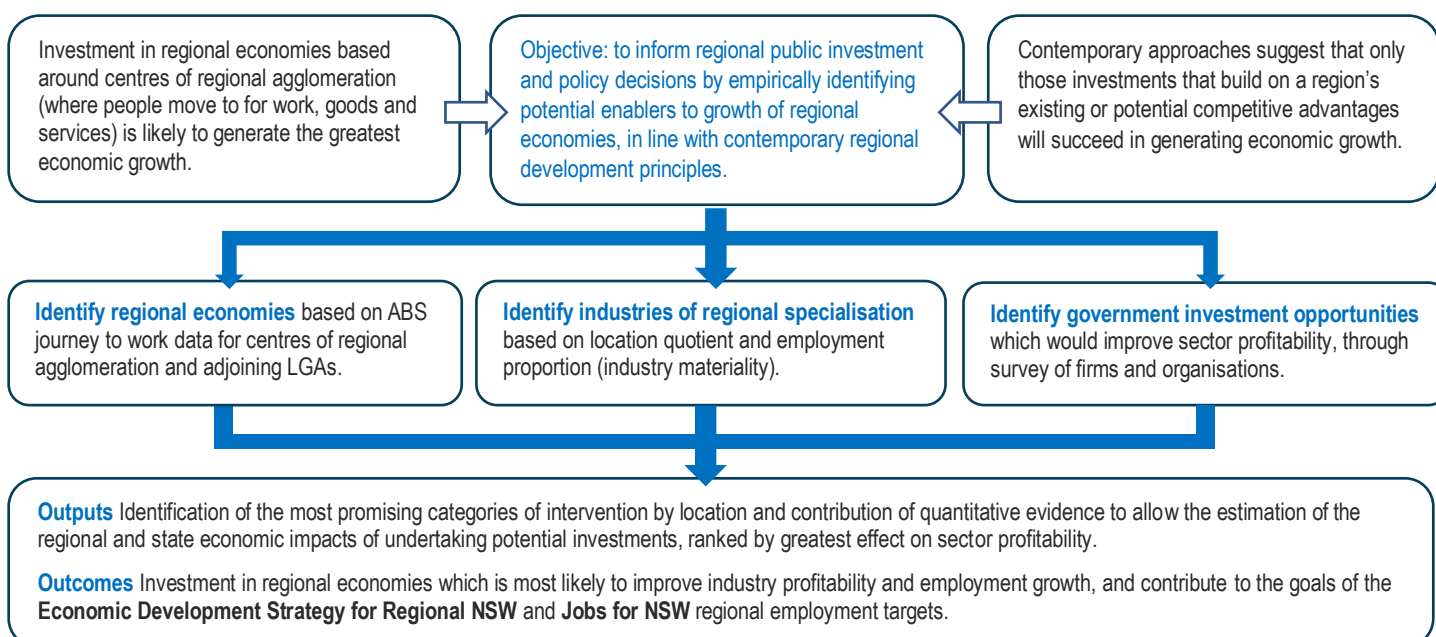 Investment in regional economies based
around centres of regional agglomeration
(where people move to for work, goods and
services) is likely to generate the greatest
economic growth.
Objective: to inform regional public investment
and policy decisions by empirically identifying
potential enablers to growth of regional
economies, in line with contemporary regional
development principles.
Contemporary approaches suggest that only
those investments that build on a region's
existing or potential competitive advantages
will succeed in generating economic growth.
Identify regional economies based on ABS
journey to work data for centres of regional
agglomeration and adjoining LGAs.
Identify industries of regional specialisation
based on location quotient and employment
proportion (industry materiality).
Identify government investment opportunities
which would improve sector profitability, through
survey of firms and organisations.
Outputs Identification of the most promising categories of intervention by location and contribution of quantitative evidence to allow the estimation of the
regional and state economic impacts of undertaking potential investments, ranked by greatest effect on sector profitability.
Outcomes Investment in regional economies which is most likely to improve industry profitability and employment growth, and contribute to the goals of the
Economic Development Strategy for Regional NSW and Jobs for NSW regional employment targets.